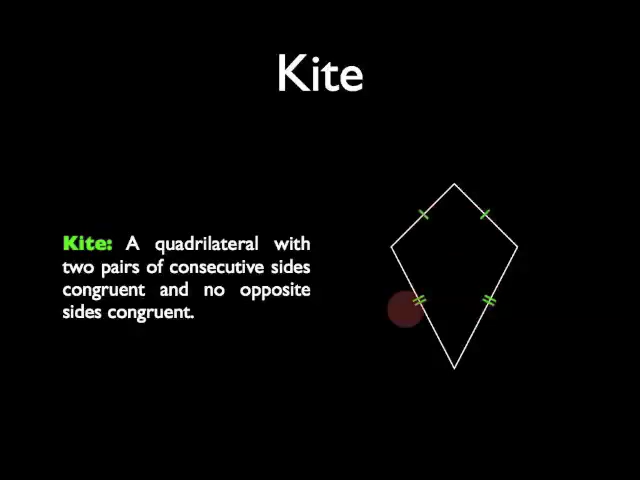 Kite
Kite: A quadrilateral with
two pairs of consecutive sides
congruent and no opposite
sides congruent.